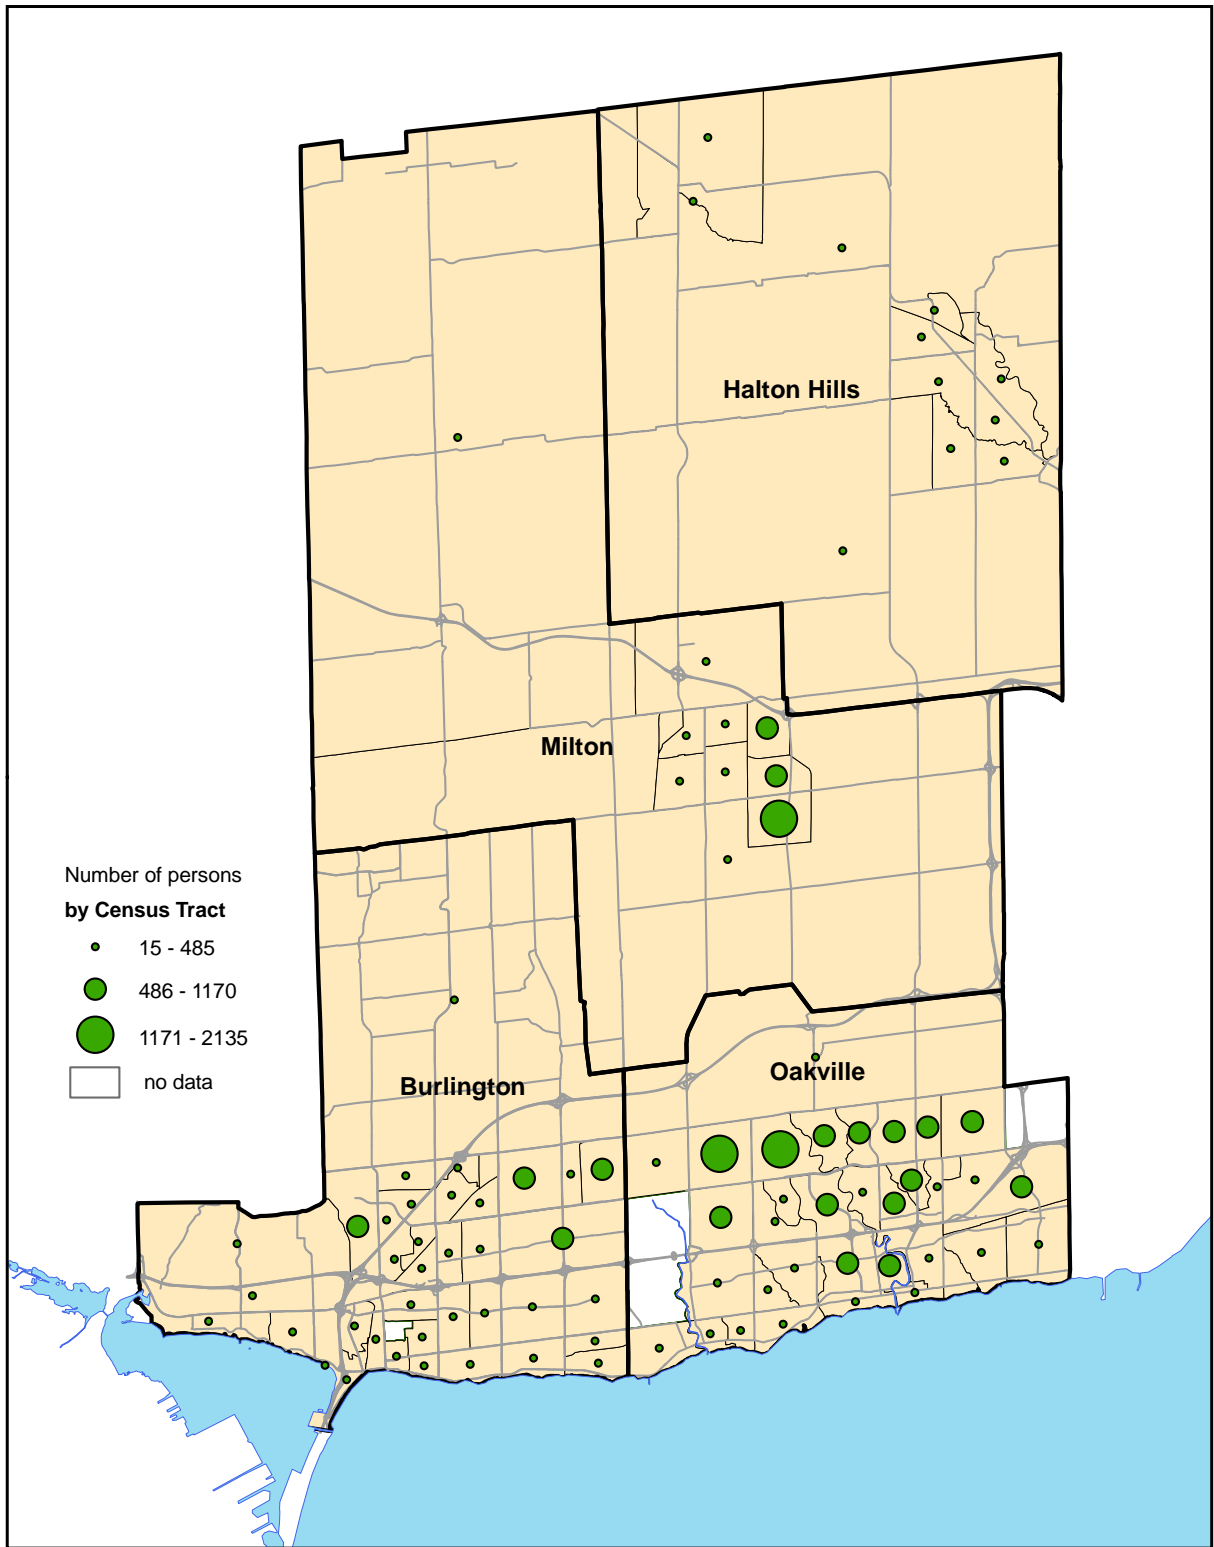 Halton Hills
Milton
Number of persons
by Census Tract
15 - 485
486 - 1170
1171 - 2135
no data
Burlington
Oakville